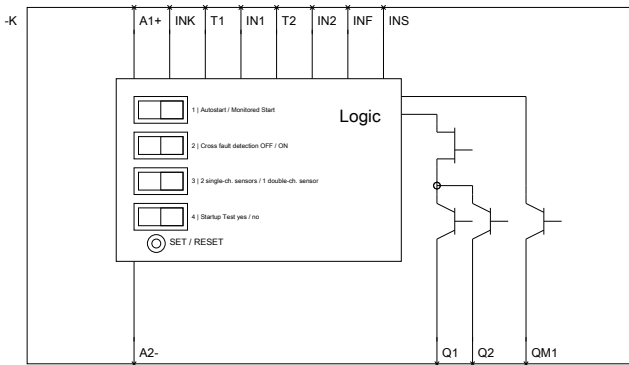 -K
A1+ INK T1 IN1 T2 IN2 INF INS
1 | Autostart / Monitored Start
Logic
2 | Cross fault detection OFF / ON
3 | 2 single-ch. sensors / 1 double-ch. sensor
4 | Startup Test yes / no
SET / RESET
A2- Q1 Q2 QM1